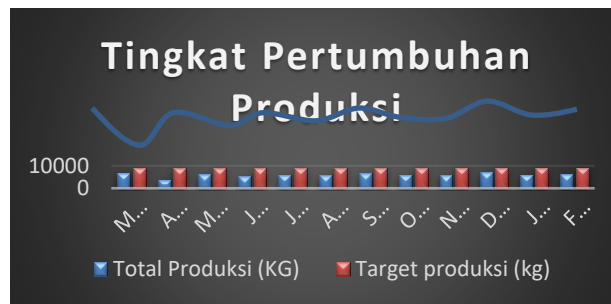 Tingkat Pertumbuhan
Produksi
10000
0
M... A... M... J... J... A... S... O... N... D... J... F...
Total Produksi (KG) Target produksi (kg)